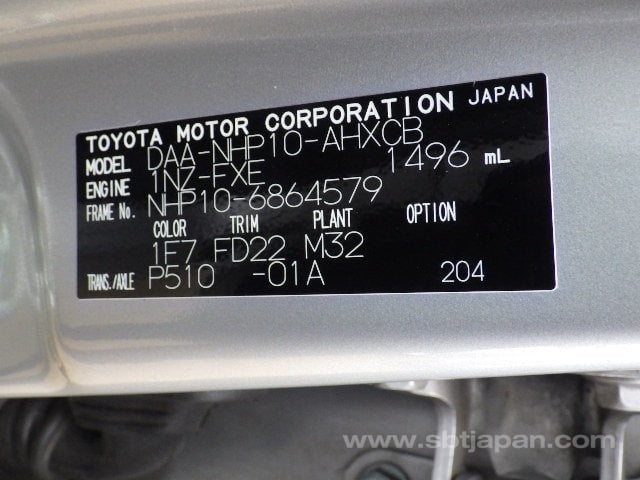 TOYOTA MOTOR CORPORATION JAPAN
MODEL DAA-NHP10-AHXCB
ENGINE 1NZ-FXE 1496 mL
FRAME No. NHP10-6864579
COLOR TRIM PLANT OPTION
1F7 FD22 M32
TRANS./AXLE P510 -01A 204
www.sbtjapan.com